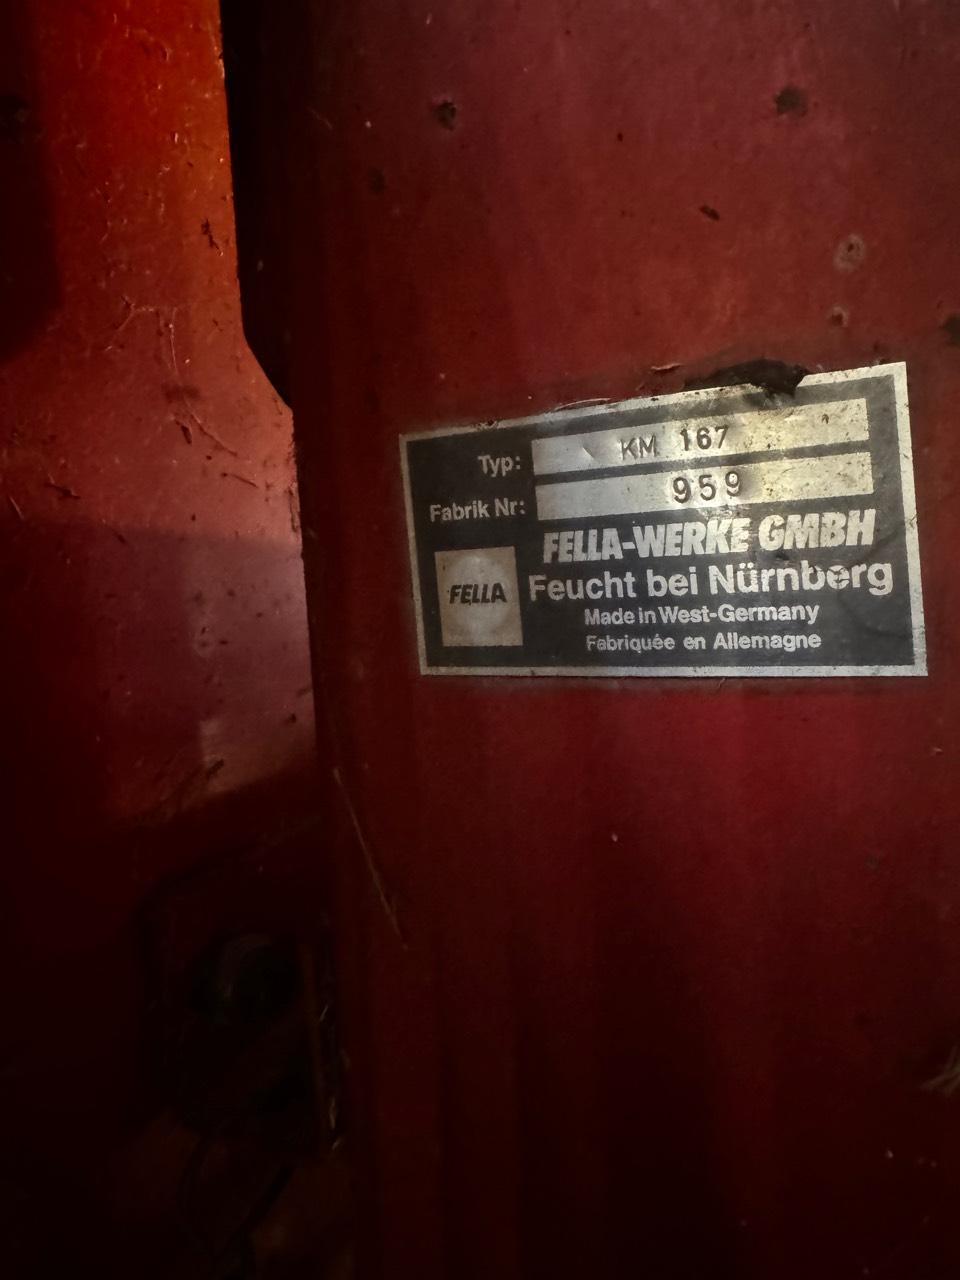 Typ: KM 167
Fabrik Nr: 959
FELLA-WERKE GMBH
FELLA
Feucht bei Nürnberg
Made in West-Germany
Fabriquée en Allemagne